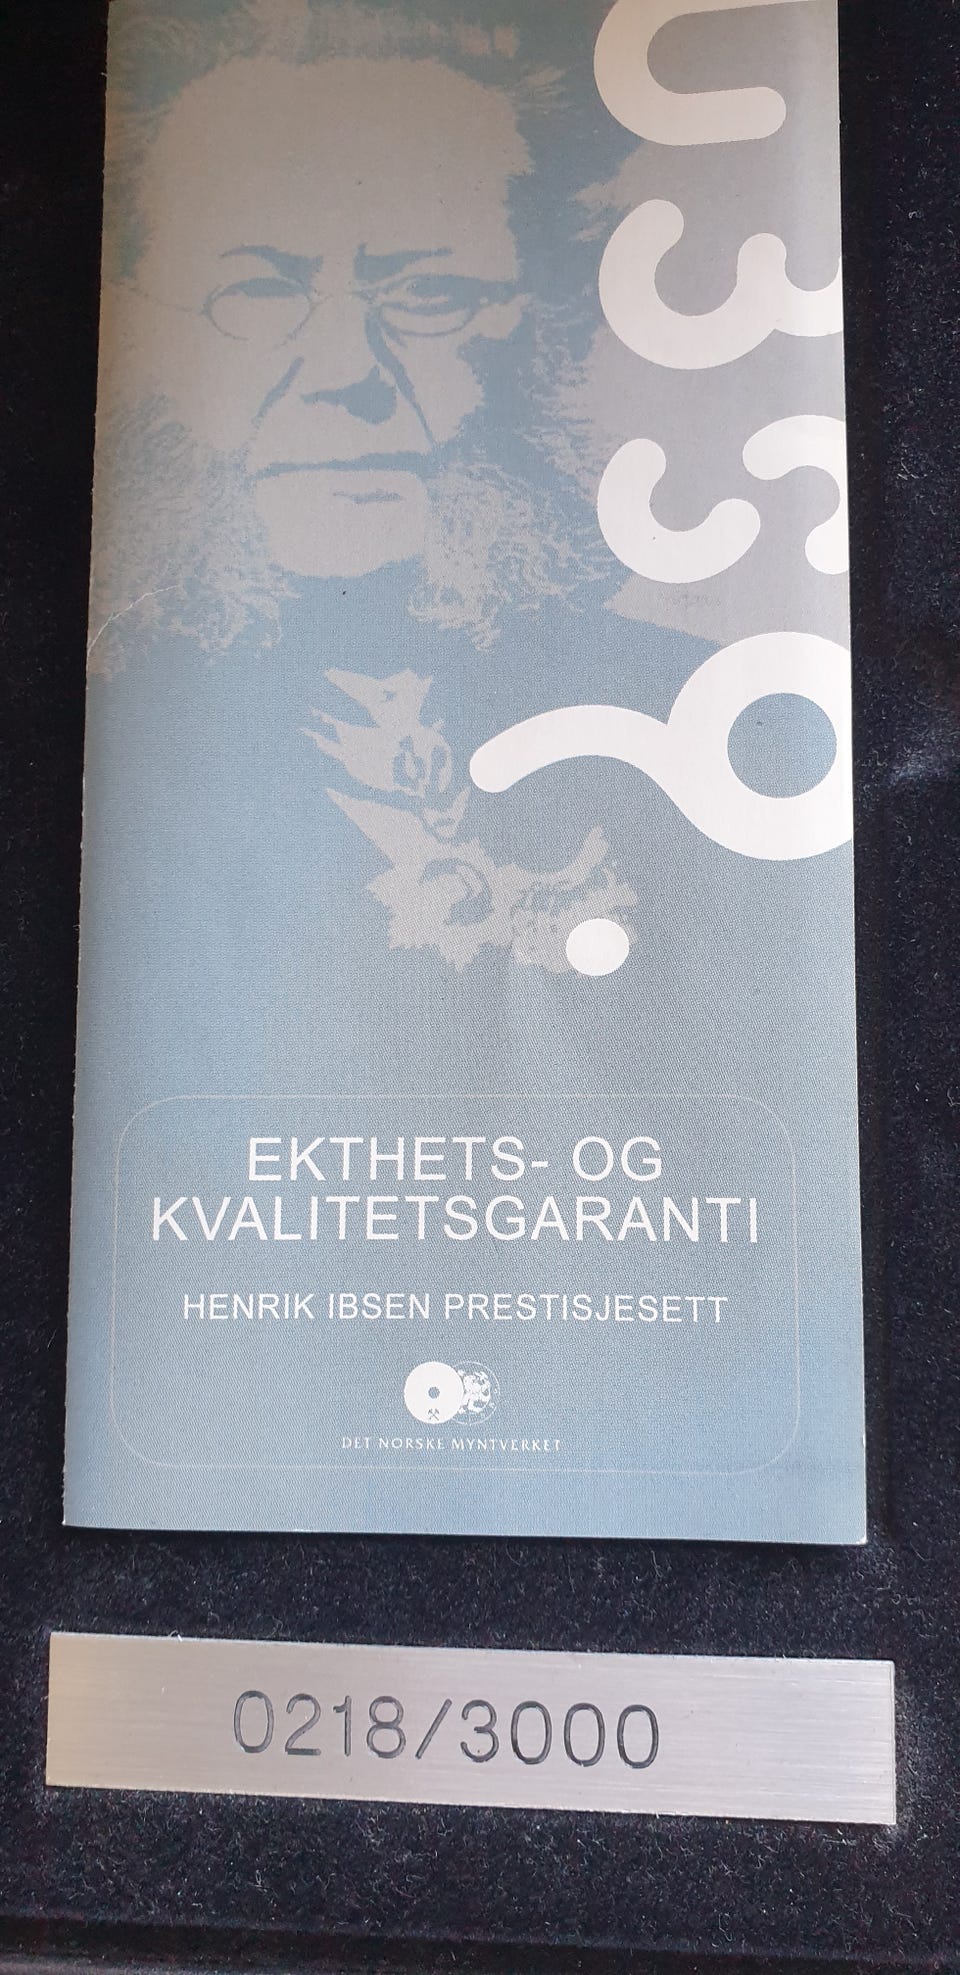 EKTHETS- OG
KVALITETSGARANTI
HENRIK IBSEN PRESTISJESETT
DET NORSKE MYNTVERKET
0218/3000